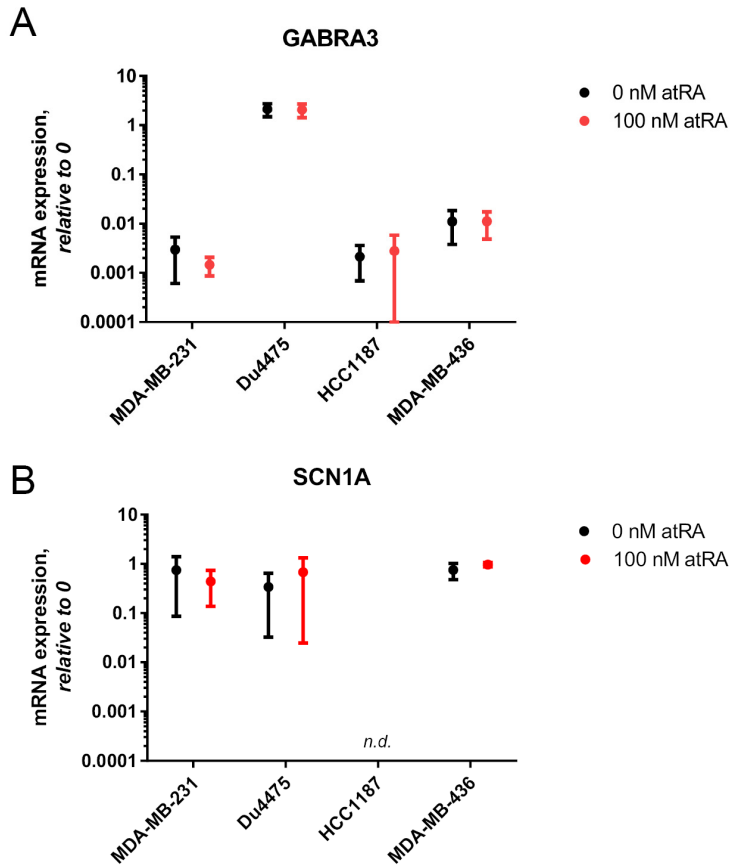 A
GABRA3
mRNA expression,
relative to 0
10
1
0.1
0.01
0.001
0.0001
MDA-MB-231
Du4475
HCC1187
MDA-MB-436
0 nM atRA
100 nM atRA
B
SCN1A
mRNA expression,
relative to 0
10
1
0.1
0.01
0.001
0.0001
n.d.
MDA-MB-231
Du4475
HCC1187
MDA-MB-436
0 nM atRA
100 nM atRA